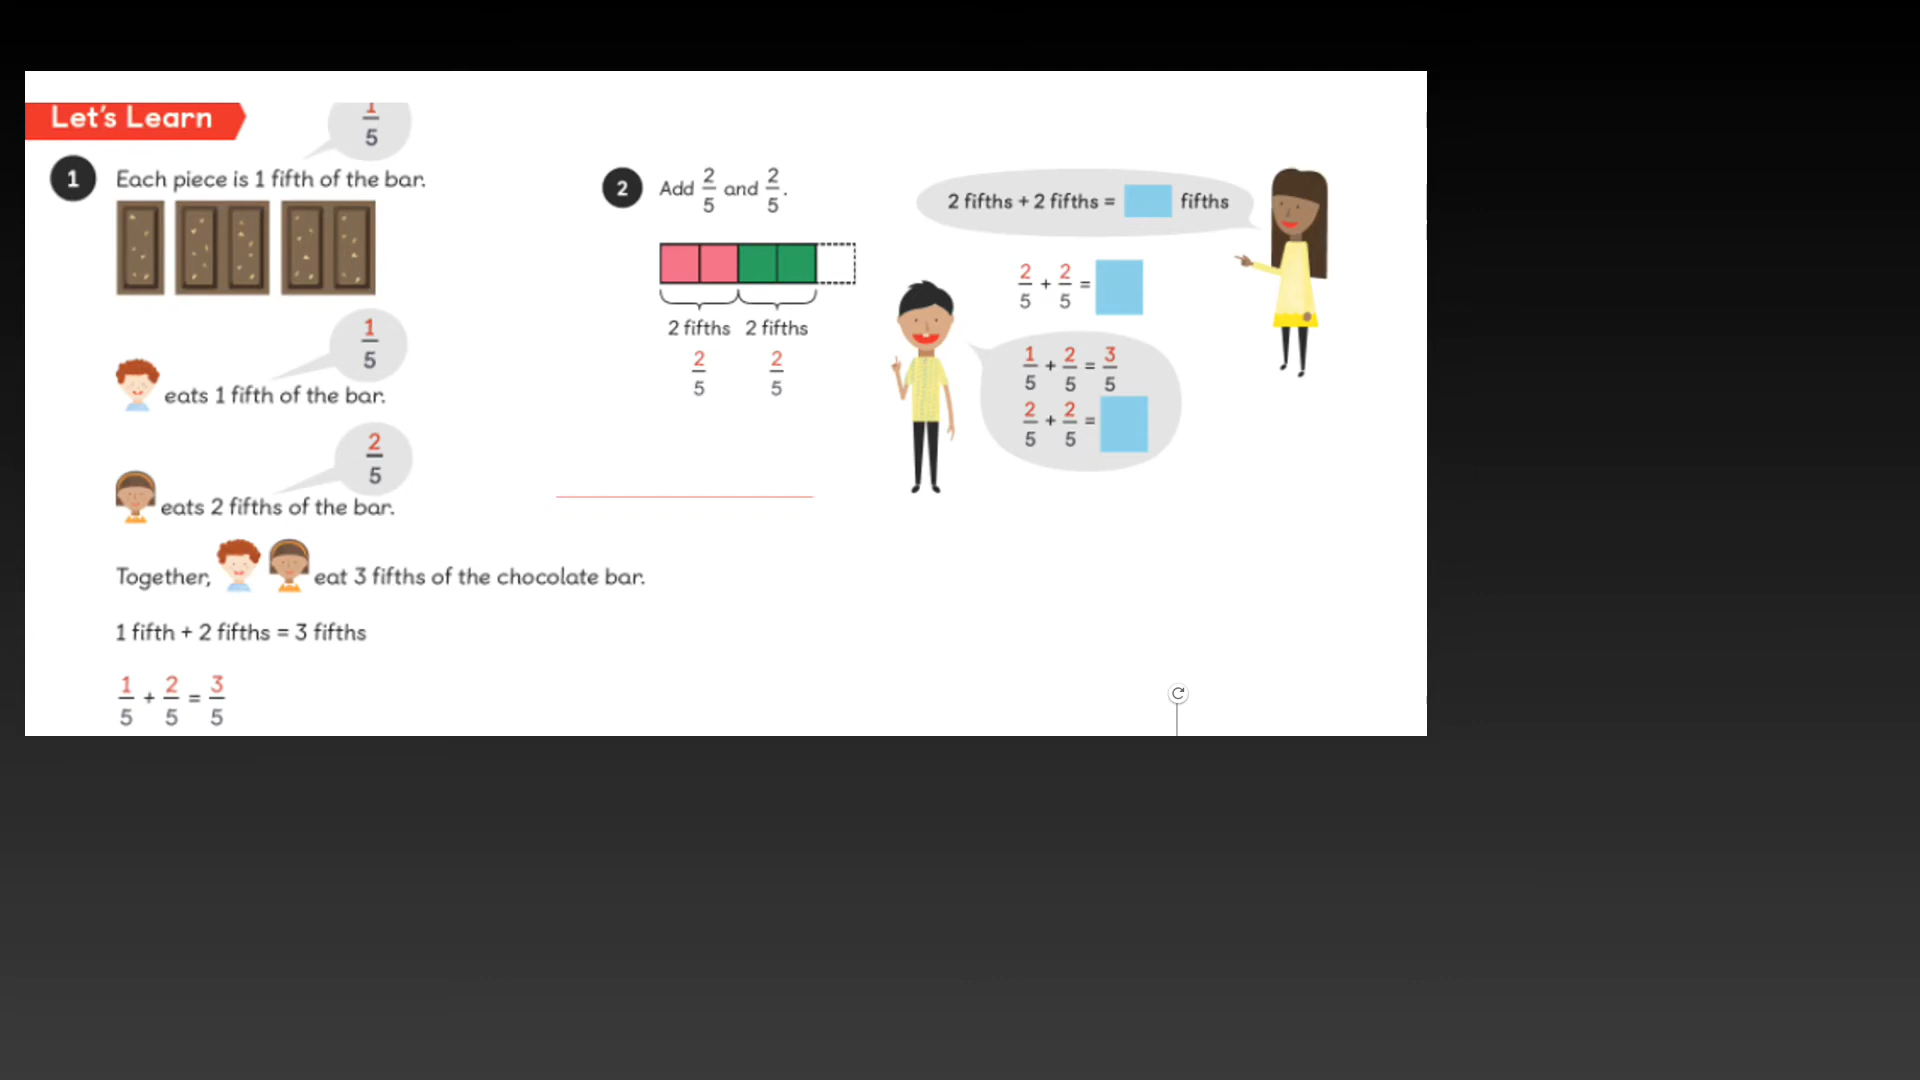 Let's Learn
1
5
1
Each piece is 1 fifth of the bar.
1
5
eats 1 fifth of the bar.
2
5
eats 2 fifths of the bar.
Together, eat 3 fifths of the chocolate bar.
1 fifth + 2 fifths = 3 fifths
1/5 + 2/5 = 3/5
2
Add 2/5 and 2/5.
2 fifths 2 fifths
2/5 2/5
2 fifths + 2 fifths = fifths
2/5 + 2/5 =
1/5 + 2/5 = 3/5
2/5 + 2/5 =